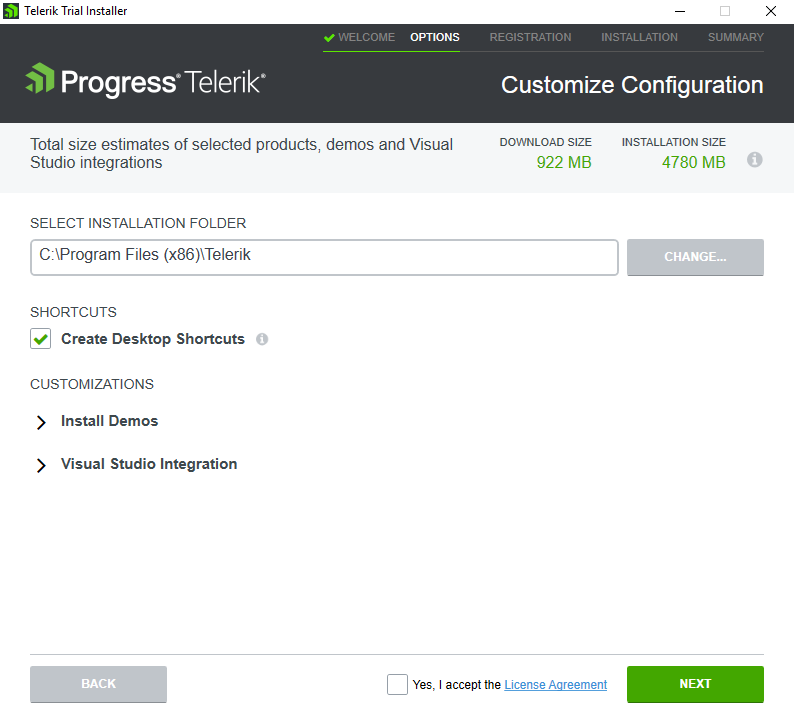 Telerik Trial Installer
WELCOME OPTIONS REGISTRATION INSTALLATION SUMMARY
Progress® Telerik®
Customize Configuration
Total size estimates of selected products, demos and Visual
Studio integrations
DOWNLOAD SIZE
922 MB
INSTALLATION SIZE
4780 MB
SELECT INSTALLATION FOLDER
C:\Program Files (x86)\Telerik
CHANGE...
SHORTCUTS
Create Desktop Shortcuts
CUSTOMIZATIONS
Install Demos
Visual Studio Integration
BACK
Yes, I accept the License Agreement
NEXT